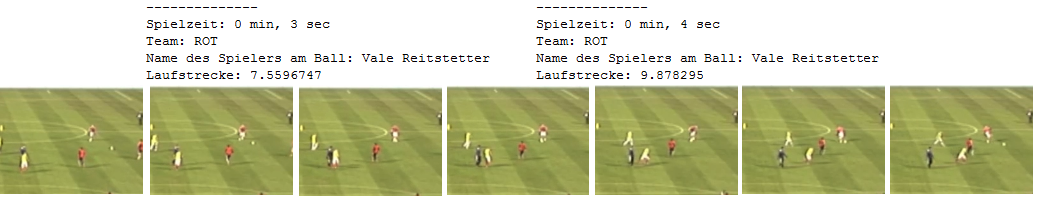 --------------
Spielzeit: 0 min, 3 sec
Team: ROT
Name des Spielers am Ball: Vale Reitstetter
Laufstrecke: 7.5596747
--------------
Spielzeit: 0 min, 4 sec
Team: ROT
Name des Spielers am Ball: Vale Reitstetter
Laufstrecke: 9.878295